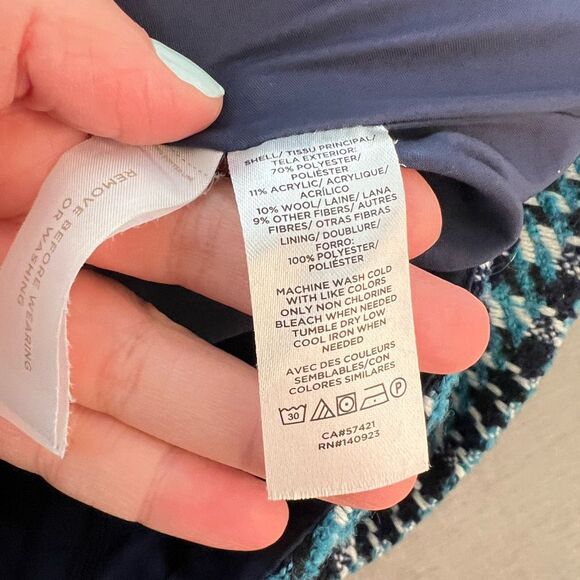 REMOVE BEFORE WEARING
OR WASHING
SHELL/ TISSU PRINCIPAL/
TELA EXTERIOR:
70% POLYESTER/
POLIÉSTER
11% ACRYLIC/ ACRYLIQUE/
ACRÍLICO
10% WOOL/ LAINE/ LANA
9% OTHER FIBERS/ AUTRES
FIBRES/ OTRAS FIBRAS
LINING/ DOUBLURE/
FORRO:
100% POLYESTER/
POLIÉSTER
MACHINE WASH COLD
WITH LIKE COLORS
ONLY NON CHLORINE
BLEACH WHEN NEEDED
TUMBLE DRY LOW
COOL IRON WHEN
NEEDED
AVEC DES COULEURS
SEMBLABLES/CON
COLORES SIMILARES
30 P
CA#57421
RN#140923